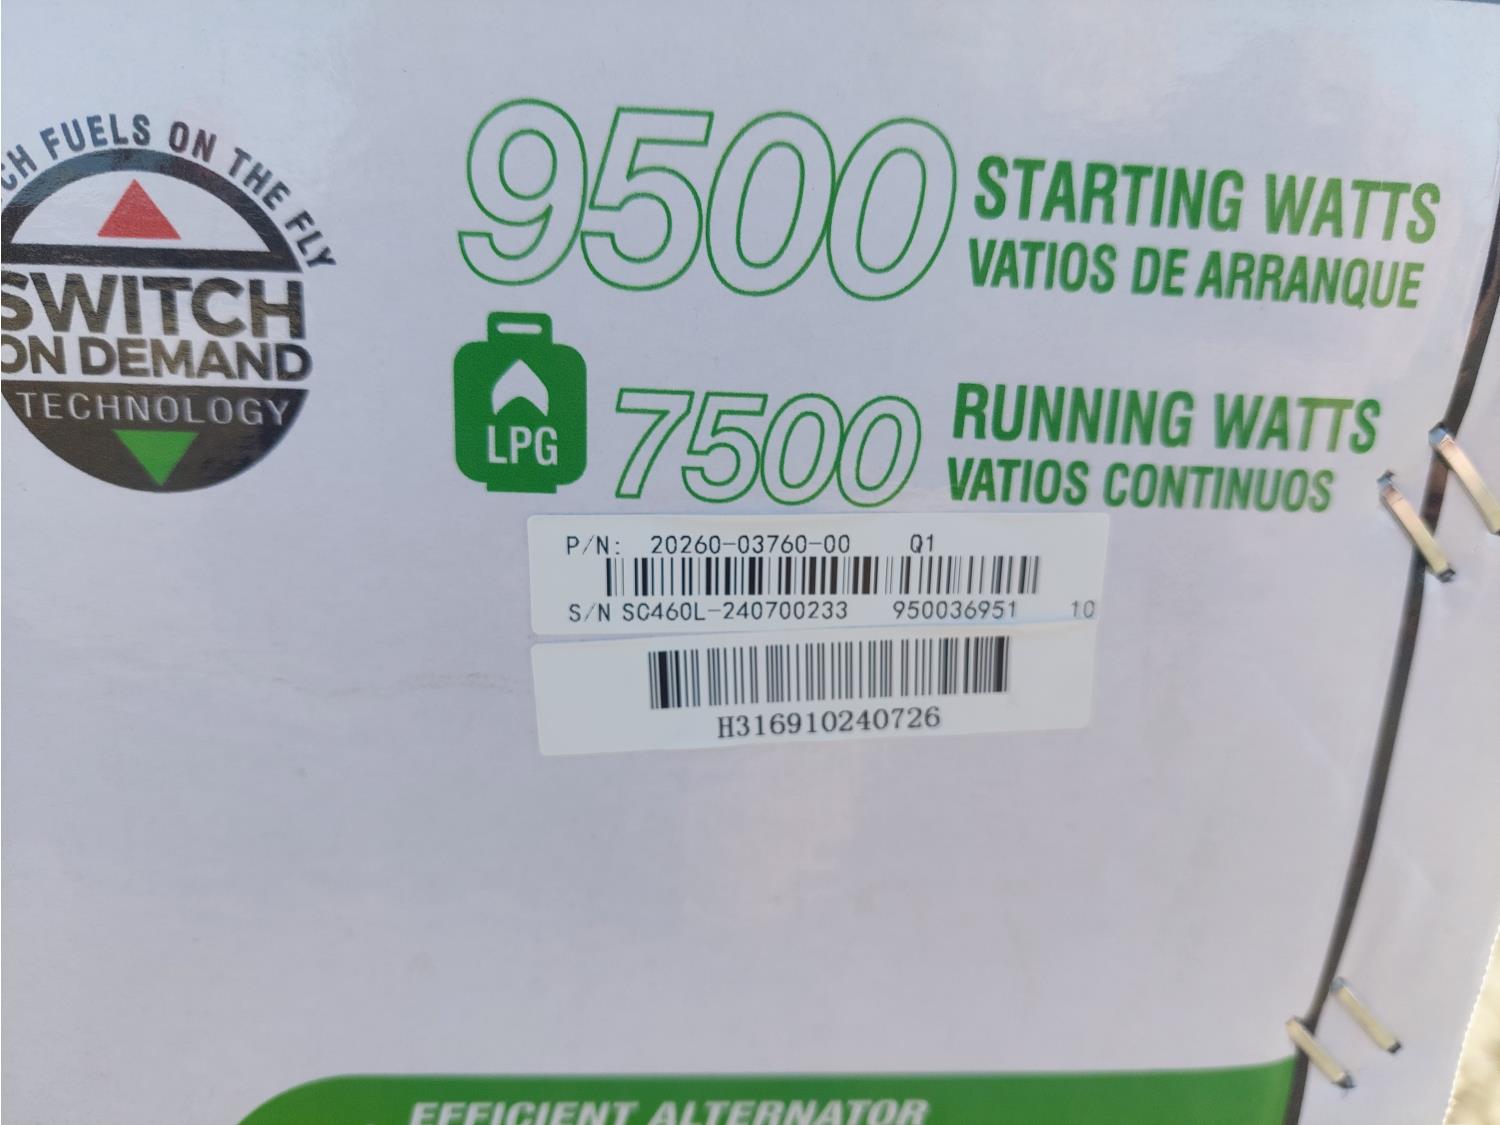 FUELS ON THE FLY
SWITCH
ON DEMAND
TECHNOLOGY
9500 STARTING WATTS
VATIOS DE ARRANQUE
LPG
7500 RUNNING WATTS
VATIOS CONTINUOS
P/N: 20260-03760-00 Q1
S/N SC460L-240700233 950036951 10
H316910240726
EFFICIENT ALTERNATOR